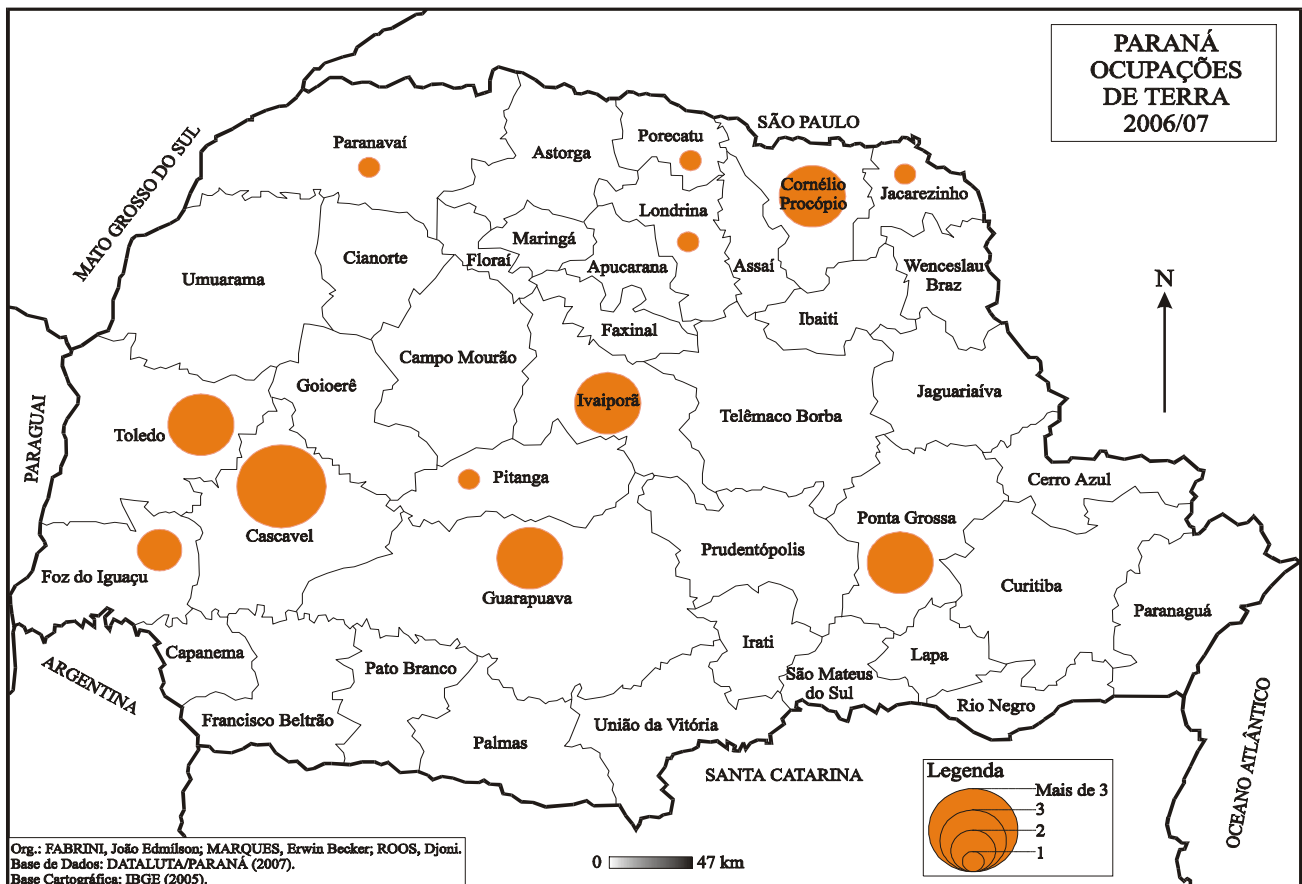 PARANÁ
OCUPAÇÕES
DE TERRA
2006/07
SÃO PAULO
MATO GROSSO DO SUL
PARAGUAI
ARGENTINA
SANTA CATARINA
OCEANO ATLÂNTICO
N
Paranavaí
Astorga
Porecatu
Cornélio
Procópio
Jacarezinho
Londrina
Maringá
Floraí
Apucarana
Assaí
Wenceslau
Braz
Umuarama
Cianorte
Faxinal
Ibaiti
Campo Mourão
Goioerê
Ivaiporã
Telêmaco Borba
Jaguariaíva
Toledo
Pitanga
Cerro Azul
Cascavel
Ponta Grossa
Foz do Iguaçu
Guarapuava
Prudentópolis
Curitiba
Paranaguá
Capanema
Pato Branco
Irati
Lapa
São Mateus
do Sul
Francisco Beltrão
Palmas
União da Vitória
Rio Negro
Legenda
Mais de 3
3
2
1
0
47 km
Org.: FABRINI, João Edmílson; MARQUES, Erwin Becker; ROOS, Djoni.
Base de Dados: DATALUTA/PARANÁ (2007).
Base Cartográfica: IBGE (2005).